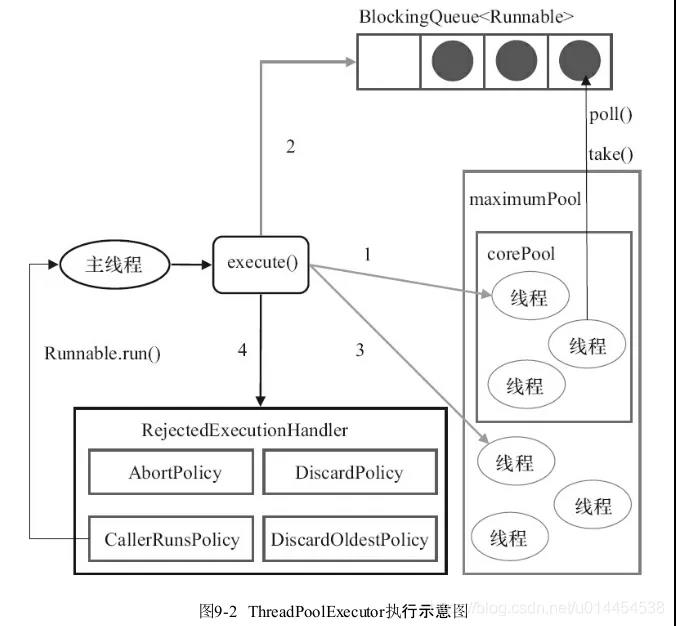 BlockingQueue<Runnable>
poll()
2
take()
maximumPool
corePool
主线程
execute()
1
线程
线程
Runnable.run()
4
3
线程
RejectedExecutionHandler
AbortPolicy
DiscardPolicy
线程
线程
CallerRunsPolicy
DiscardOldestPolicy
线程
图9-2 ThreadPoolExecutor执行示意图
blog.csdn.net/u014454538